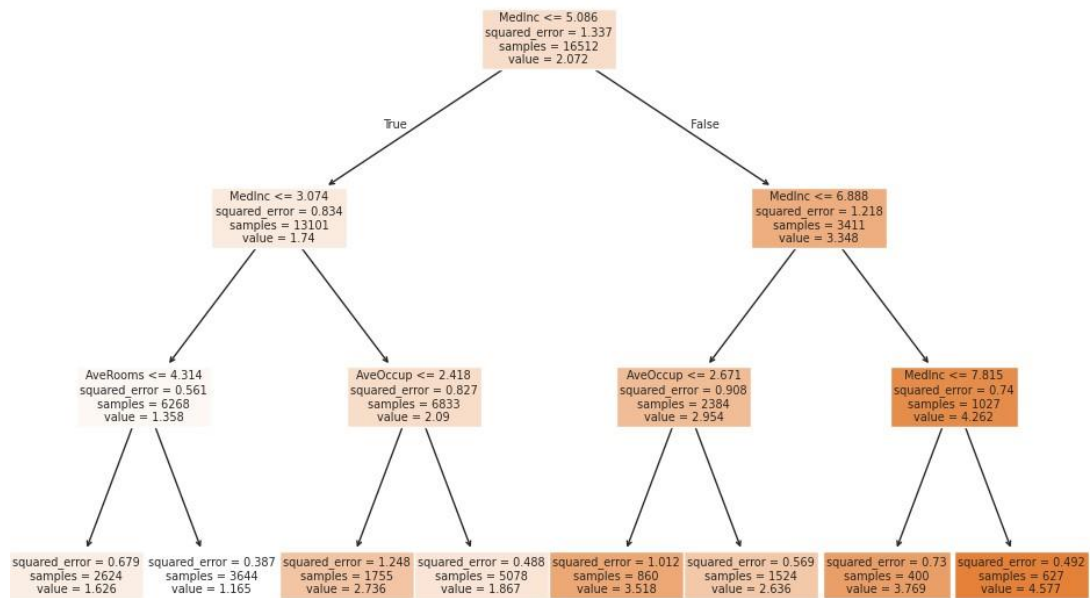 MedInc <= 5.086
squared_error = 1.337
samples = 16512
value = 2.072
True
False
MedInc <= 3.074
squared_error = 0.834
samples = 13101
value = 1.74
MedInc <= 6.888
squared_error = 1.218
samples = 3411
value = 3.348
AveRooms <= 4.314
squared_error = 0.561
samples = 6268
value = 1.358
AveOccup <= 2.418
squared_error = 0.827
samples = 6833
value = 2.09
AveOccup <= 2.671
squared_error = 0.908
samples = 2384
value = 2.954
MedInc <= 7.815
squared_error = 0.74
samples = 1027
value = 4.262
squared_error = 0.679
samples = 2624
value = 1.626
squared_error = 0.387
samples = 3644
value = 1.165
squared_error = 1.248
samples = 1755
value = 2.736
squared_error = 0.488
samples = 5078
value = 1.867
squared_error = 1.012
samples = 860
value = 3.518
squared_error = 0.569
samples = 1524
value = 2.636
squared_error = 0.73
samples = 400
value = 3.769
squared_error = 0.492
samples = 627
value = 4.577